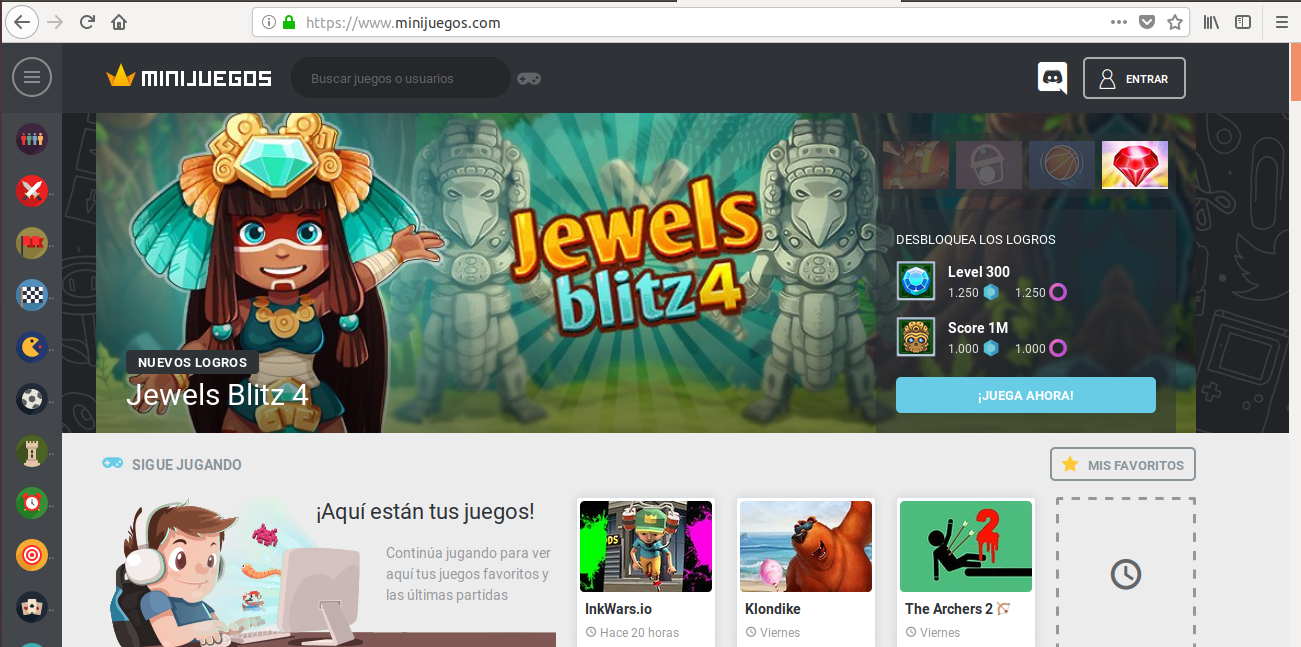 https://www.minijuegos.com
MINIJUEGOS
Buscar juegos o usuarios
ENTRAR
Jewels
blitz 4
DESBLOQUEA LOS LOGROS
Level 300
1.250 1.250
Score 1M
1.000 1.000
¡JUEGA AHORA!
NUEVOS LOGROS
Jewels Blitz 4
SIGUE JUGANDO
MIS FAVORITOS
¡Aquí están tus juegos!
Continúa jugando para ver
aquí tus juegos favoritos y
las últimas partidas
2
InkWars.io
Hace 20 horas
Klondike
Viernes
The Archers 2 🏹
Viernes